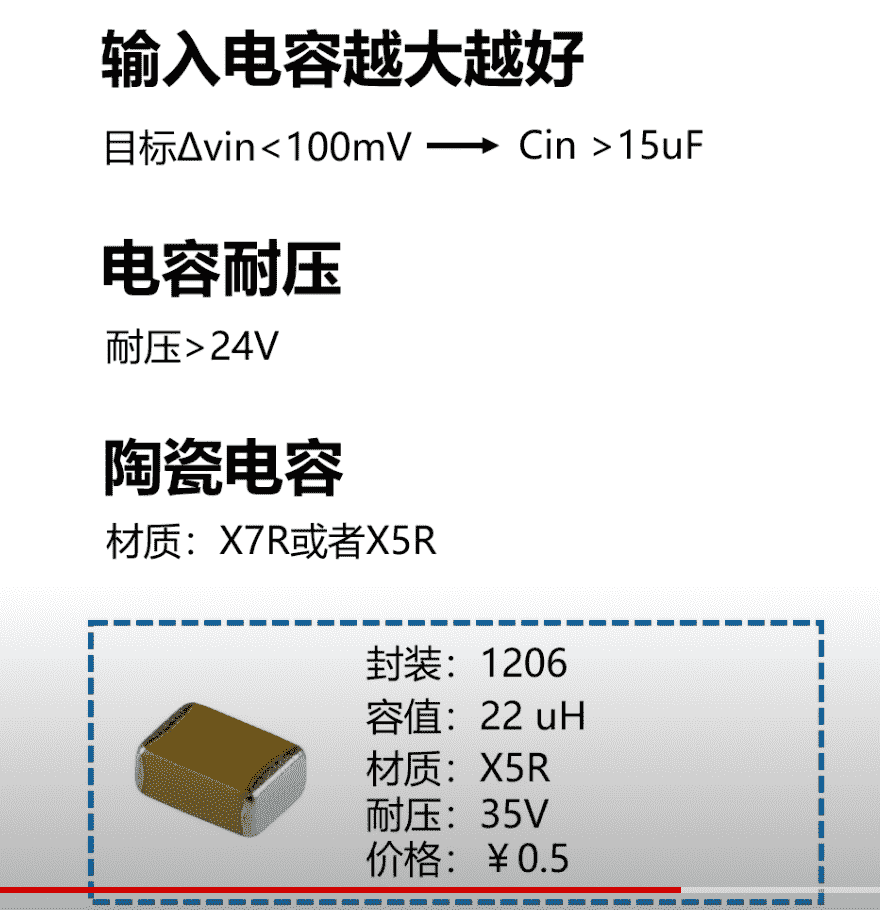 输入电容越大越好
目标Δvin<100mV → Cin >15uF
电容耐压
耐压>24V
陶瓷电容
材质：X7R或者X5R
封装：1206
容值：22 uH
材质：X5R
耐压：35V
价格：￥0.5